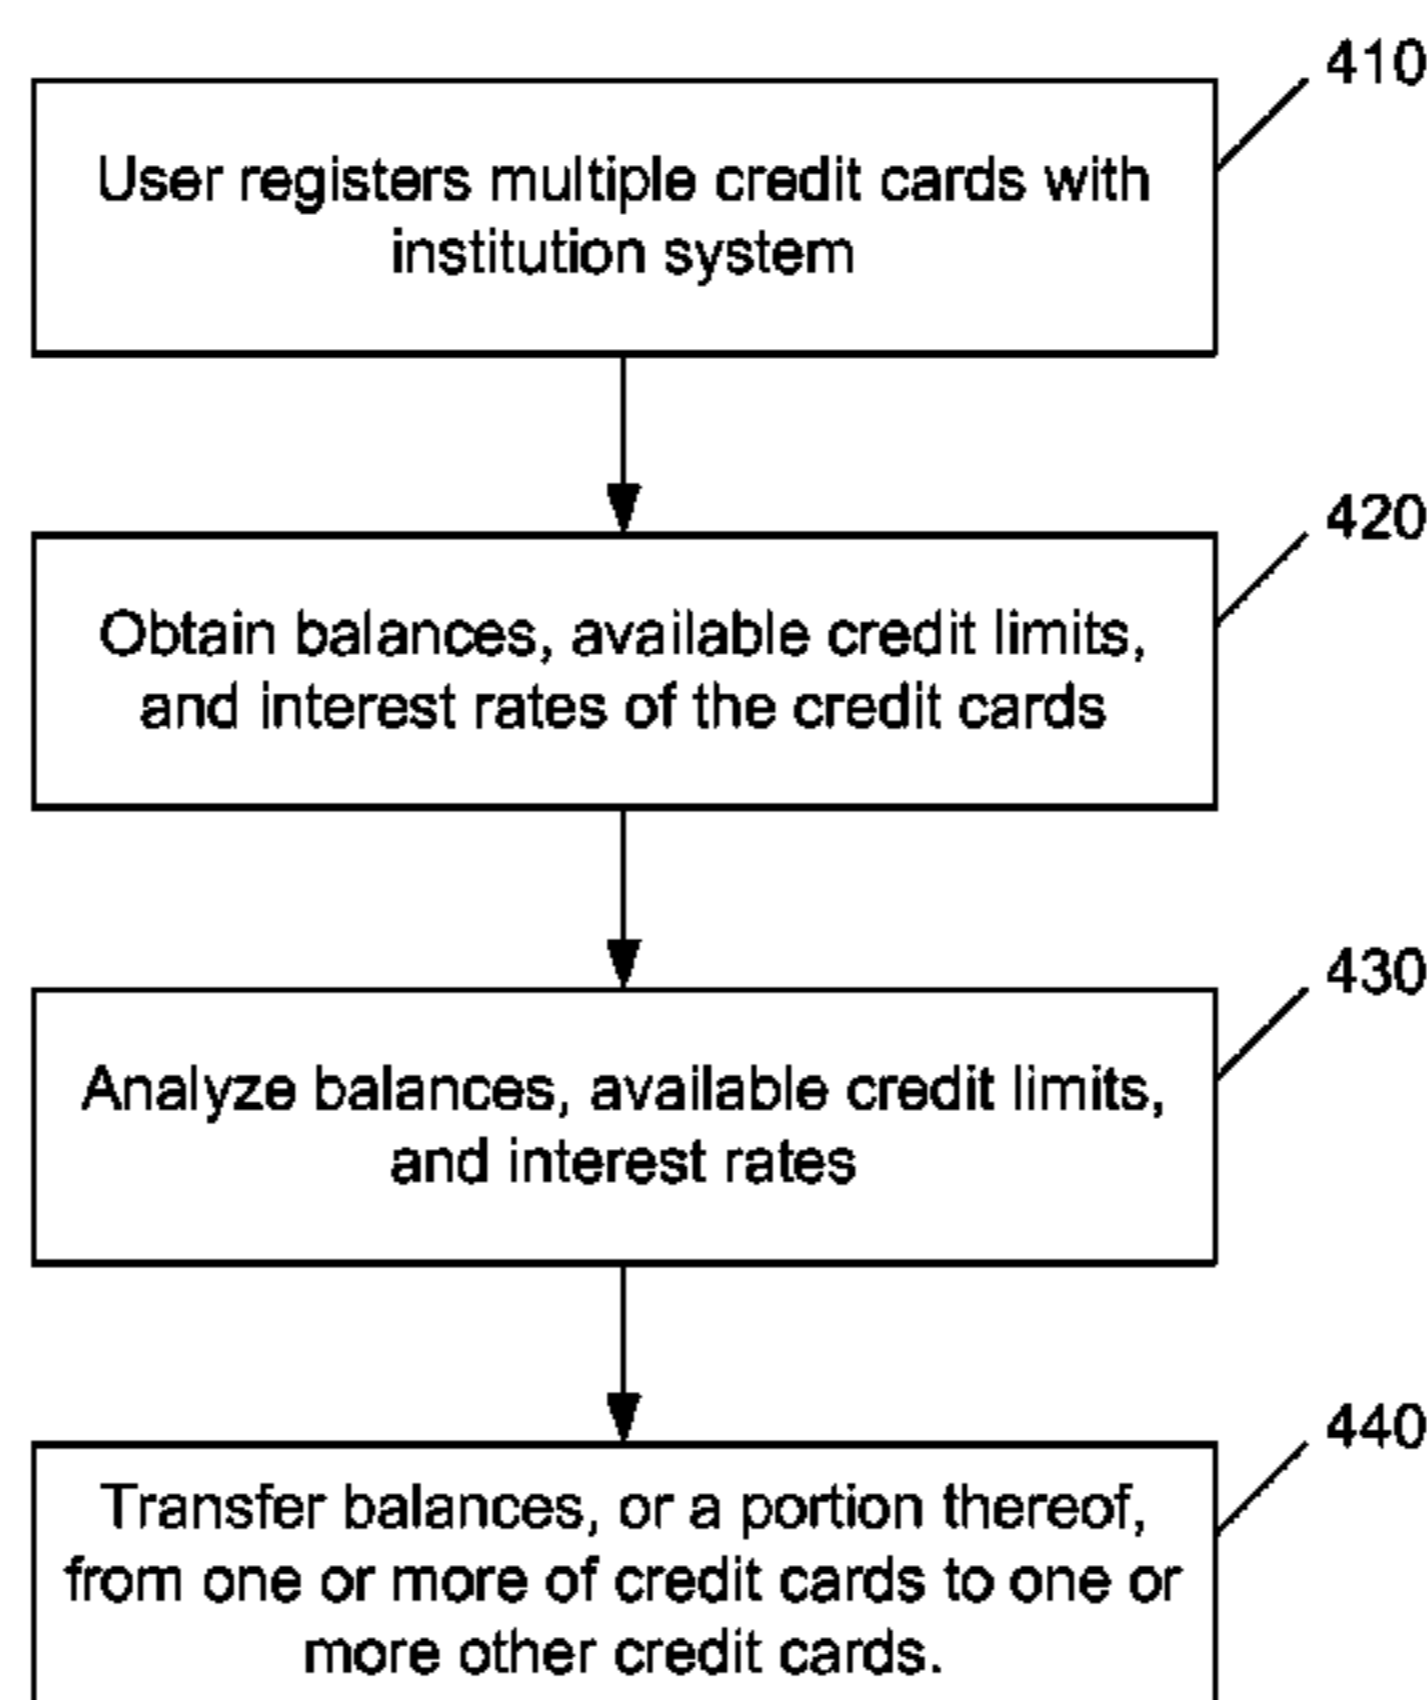 410
User registers multiple credit cards with
institution system
420
Obtain balances, available credit limits,
and interest rates of the credit cards
430
Analyze balances, available credit limits,
and interest rates
440
Transfer balances, or a portion thereof,
from one or more of credit cards to one or
more other credit cards.